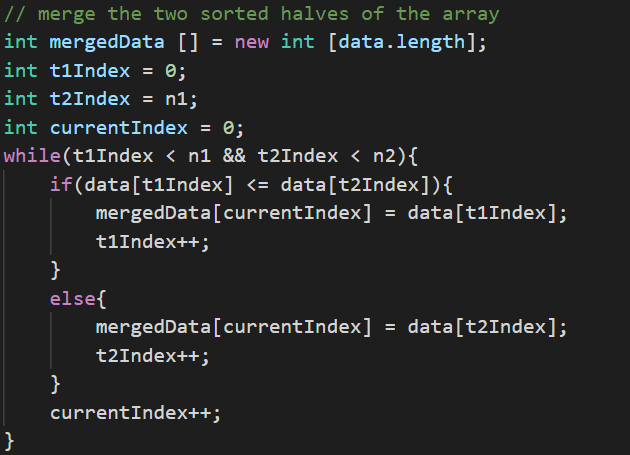 // merge the two sorted halves of the array
int mergedData [] = new int [data.length];
int t1Index = 0;
int t2Index = n1;
int currentIndex = 0;
while(t1Index < n1 && t2Index < n2){
    if(data[t1Index] <= data[t2Index]){
        mergedData[currentIndex] = data[t1Index];
        t1Index++;
    }
    else{
        mergedData[currentIndex] = data[t2Index];
        t2Index++;
    }
    currentIndex++;
}